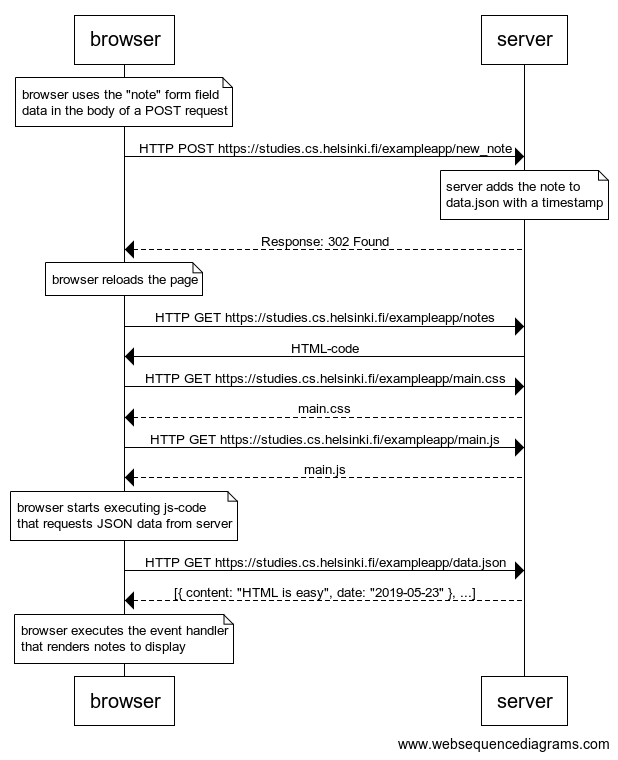 browser
server
browser uses the "note" form field
data in the body of a POST request
HTTP POST https://studies.cs.helsinki.fi/exampleapp/new_note
server adds the note to
data.json with a timestamp
Response: 302 Found
browser reloads the page
HTTP GET https://studies.cs.helsinki.fi/exampleapp/notes
HTML-code
HTTP GET https://studies.cs.helsinki.fi/exampleapp/main.css
main.css
HTTP GET https://studies.cs.helsinki.fi/exampleapp/main.js
main.js
browser starts executing js-code
that requests JSON data from server
HTTP GET https://studies.cs.helsinki.fi/exampleapp/data.json
[{ content: "HTML is easy", date: "2019-05-23" }, ...]
browser executes the event handler
that renders notes to display
browser
server
www.websequencediagrams.com